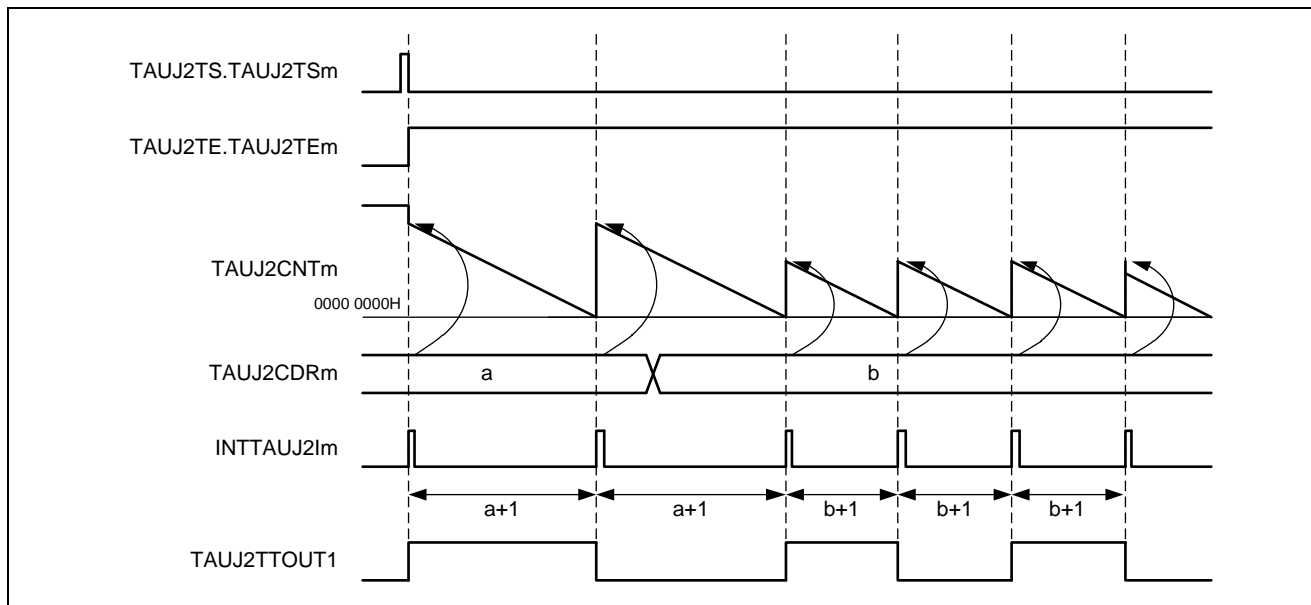 TAUJ2TS.TAUJ2TSm
TAUJ2TE.TAUJ2TEm
TAUJ2CNTm
0000 0000H
TAUJ2CDRm
a
b
INTTAUJ2Im
a+1
a+1
b+1
b+1
b+1
TAUJ2TTOUT1